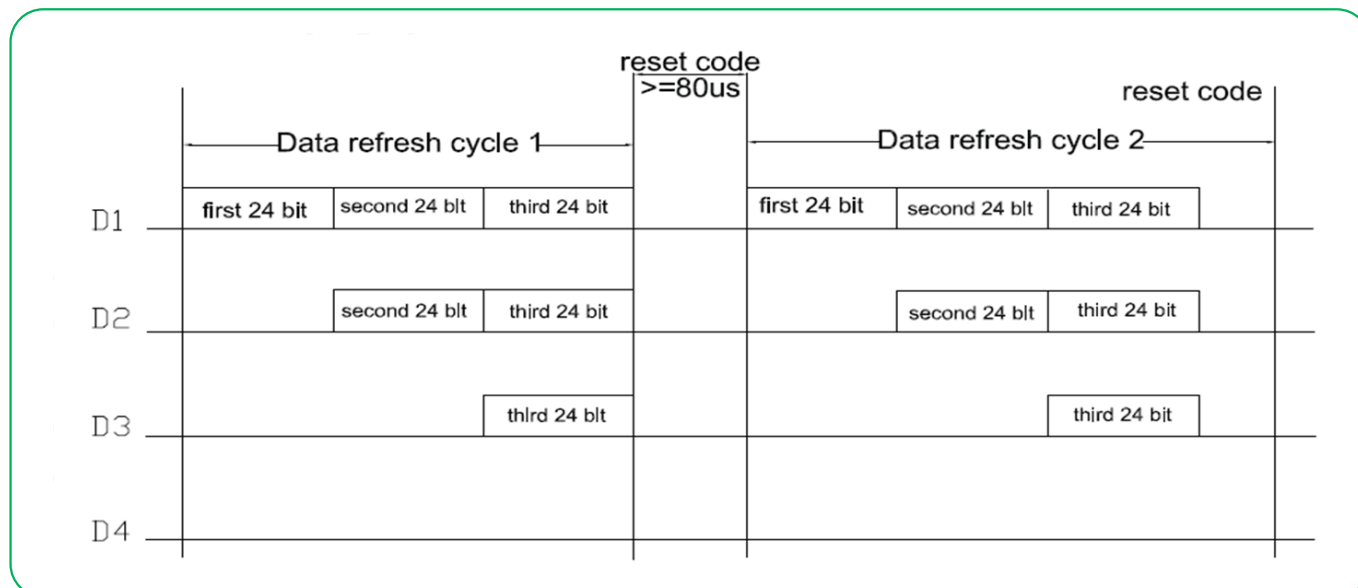 reset code
>=80us
reset code
Data refresh cycle 1
Data refresh cycle 2
D1 first 24 bit second 24 blt third 24 bit first 24 bit second 24 blt third 24 bit
D2 second 24 blt third 24 bit second 24 blt third 24 bit
D3 thlrd 24 blt third 24 bit
D4